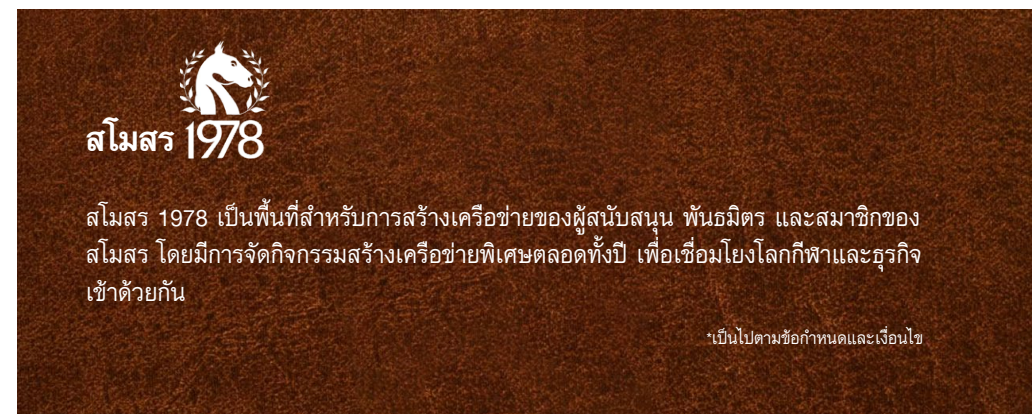 สโมสร 1978
สโมสร 1978 เป็นพื้นที่สำหรับการสร้างเครือข่ายของผู้สนับสนุน พันธมิตร และสมาชิกของ
สโมสร โดยมีการจัดกิจกรรมสร้างเครือข่ายพิเศษตลอดทั้งปี เพื่อเชื่อมโยงโลกกีฬาและธุรกิจ
เข้าด้วยกัน
*เป็นไปตามข้อกำหนดและเงื่อนไข